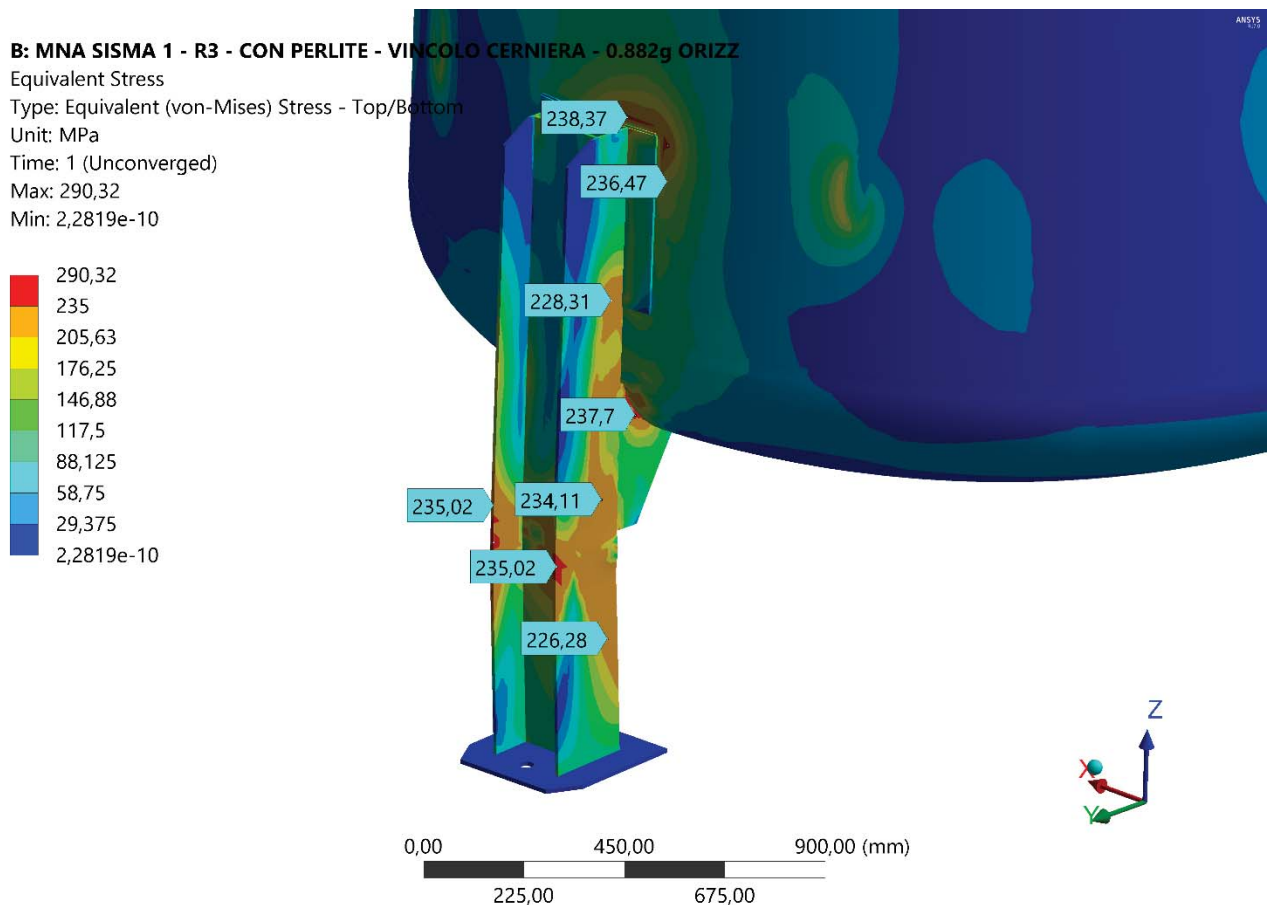 ANSYS
B: MNA SISMA 1 - R3 - CON PERLITE - VINCOLO CERNIERA - 0.882g ORIZZ
Equivalent Stress
Type: Equivalent (von-Mises) Stress - Top/Bottom
Unit: MPa
Time: 1 (Unconverged)
Max: 290,32
Min: 2,2819e-10
290,32
235
205,63
176,25
146,88
117,5
88,125
58,75
29,375
2,2819e-10
238,37
236,47
228,31
237,7
235,02
234,11
235,02
226,28
Z
X
Y
0,00
450,00
900,00 (mm)
225,00
675,00